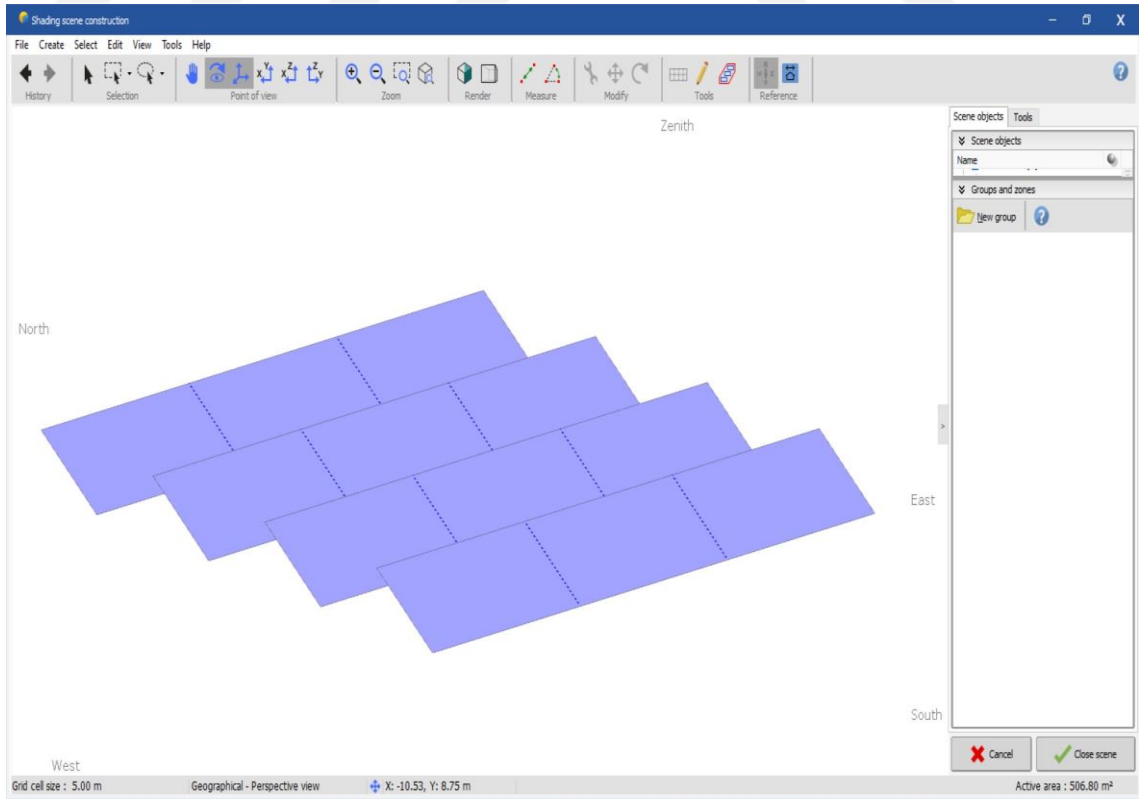 Shading scene construction
File Create Select Edit View Tools Help
History Selection Point of view Zoom Render Measure Modify Tools Reference
Zenith
North
East
South
West
Scene objects Tools
Scene objects
Name
Groups and zones
New group
Cancel Close scene
Grid cell size : 5.00 m Geographical - Perspective view X: -10.53, Y: 8.75 m Active area : 506.80 m²